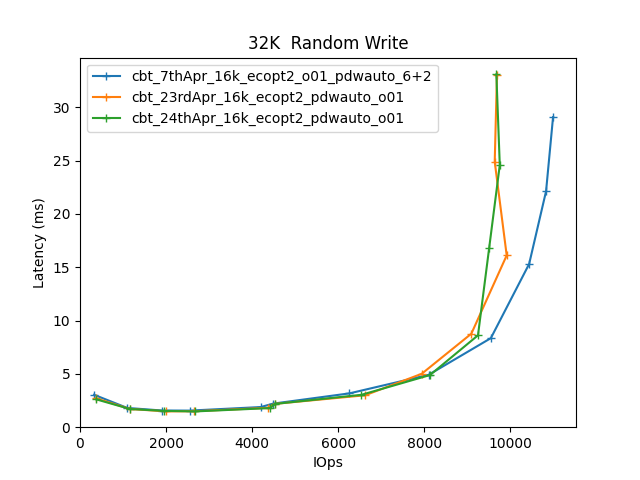 32K  Random Write
cbt_7thApr_16k_ecopt2_o01_pdwauto_6+2
cbt_23rdApr_16k_ecopt2_pdwauto_o01
cbt_24thApr_16k_ecopt2_pdwauto_o01
Latency (ms)
30
25
20
15
10
5
0
0 2000 4000 6000 8000 10000
IOps